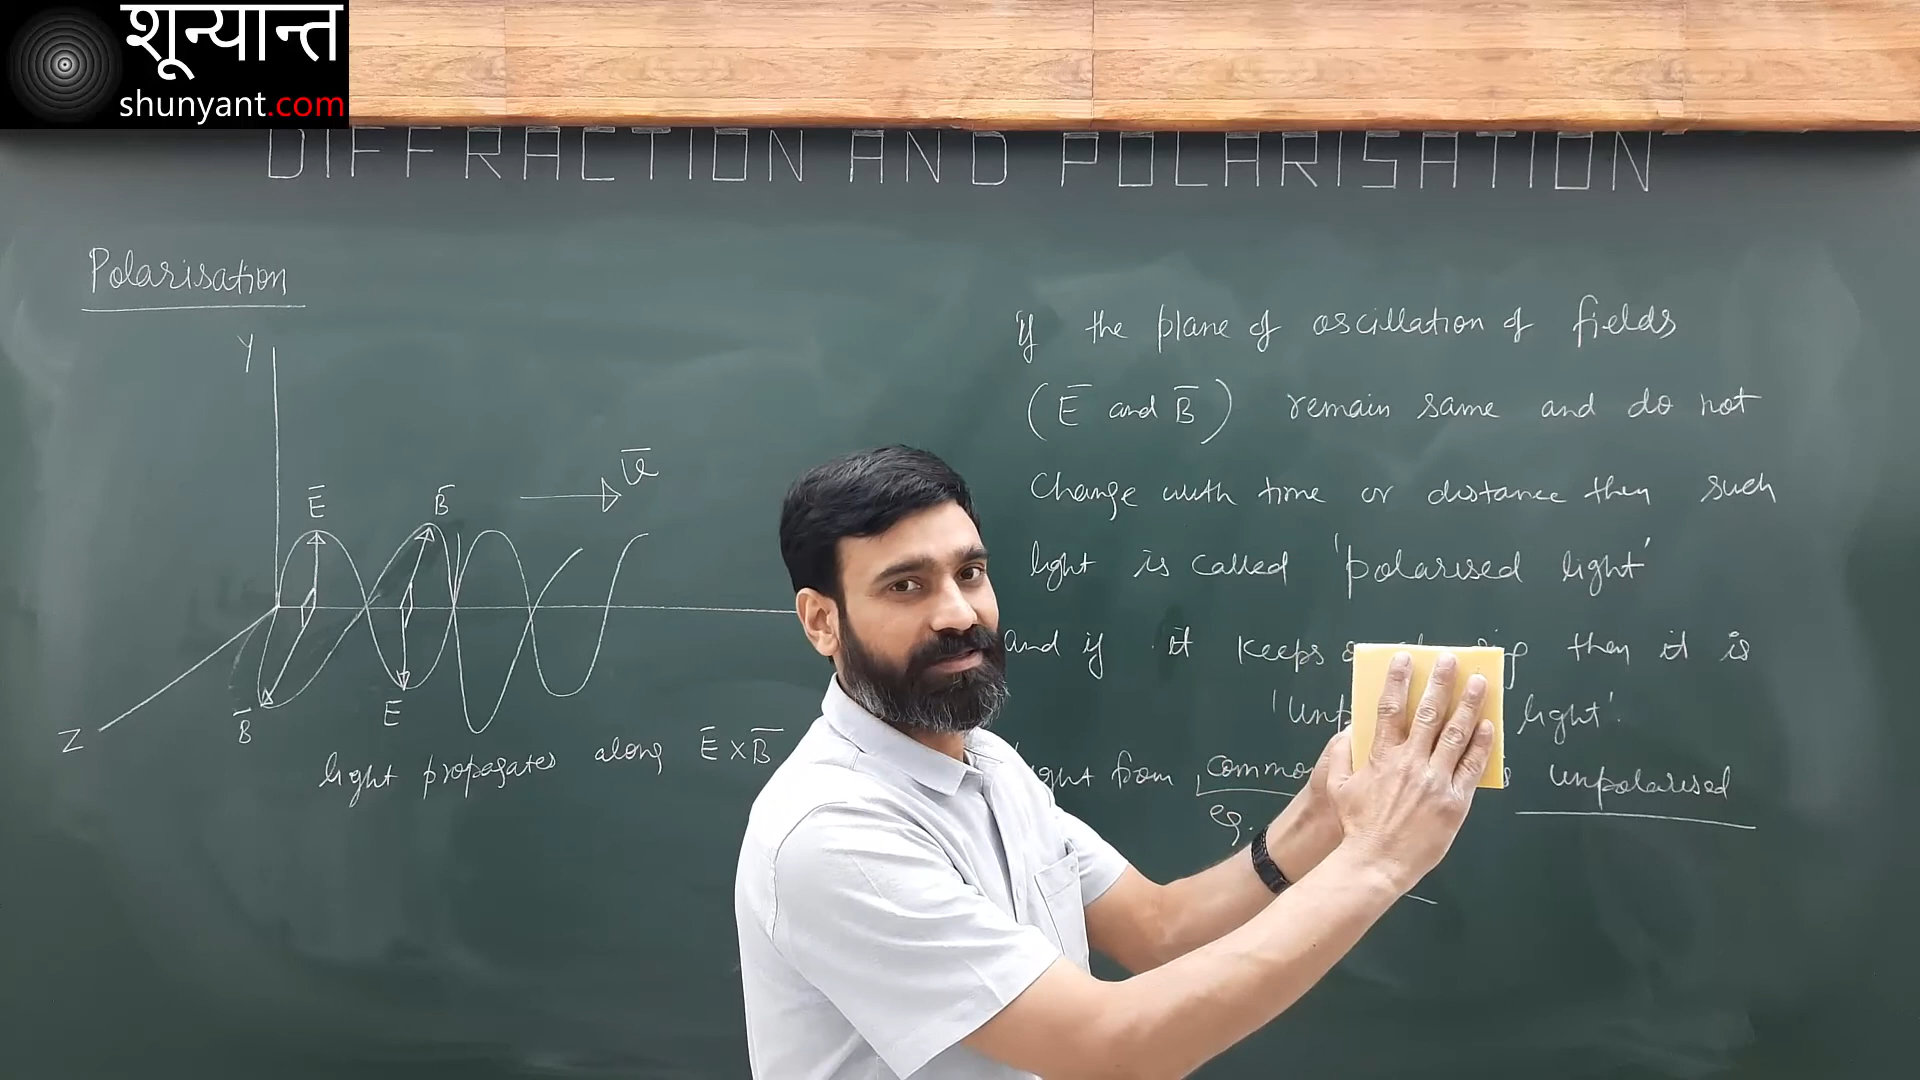 शून्यान्त
shunyant.com
DIFFRACTION AND POLARISATION
Polarisation
Y
E̅
B̅
u̅
Z
B̅
E̅
light propagates along E̅ × B̅
If the plane of oscillation of fields
(E̅ and B̅) remain same and do not
change with time or distance then such
light is called 'polarised light'
and if it keeps then it is
light'.
from unpolarised
eg.